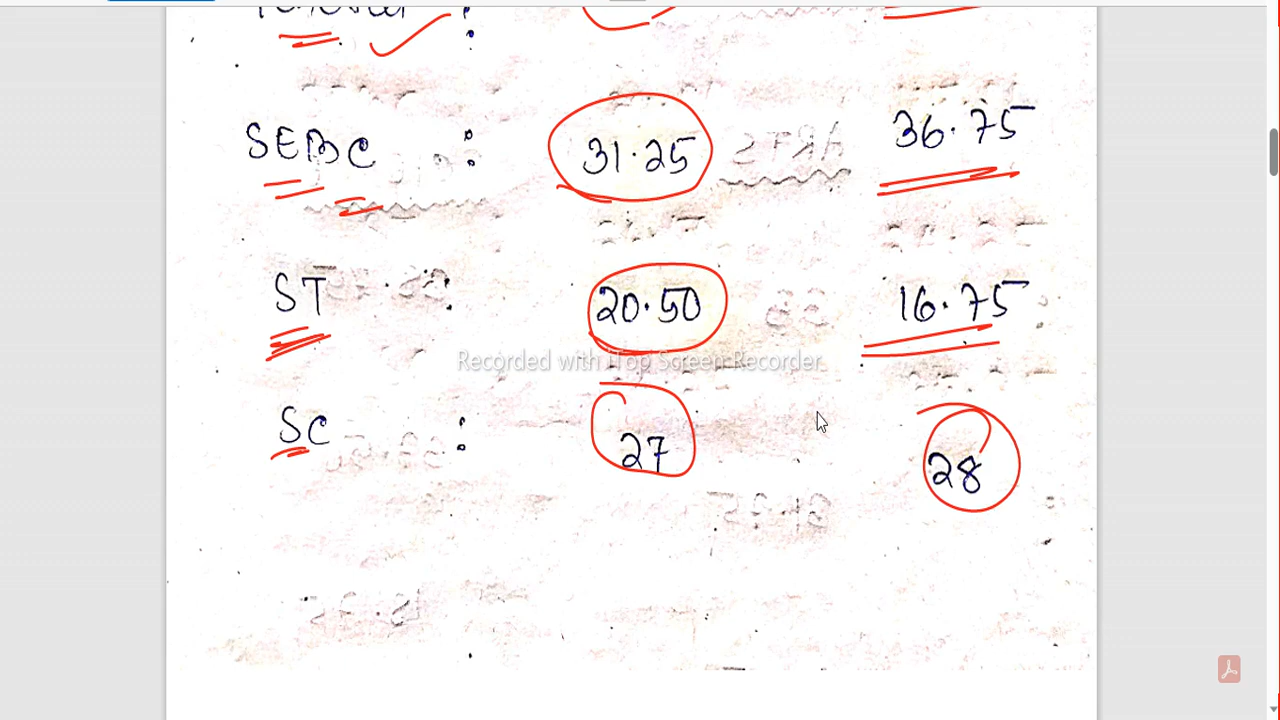 SEBC : 31.25 36.75
ST : 20.50 16.75
Recorded with iTop Screen Recorder
SC : 27 28